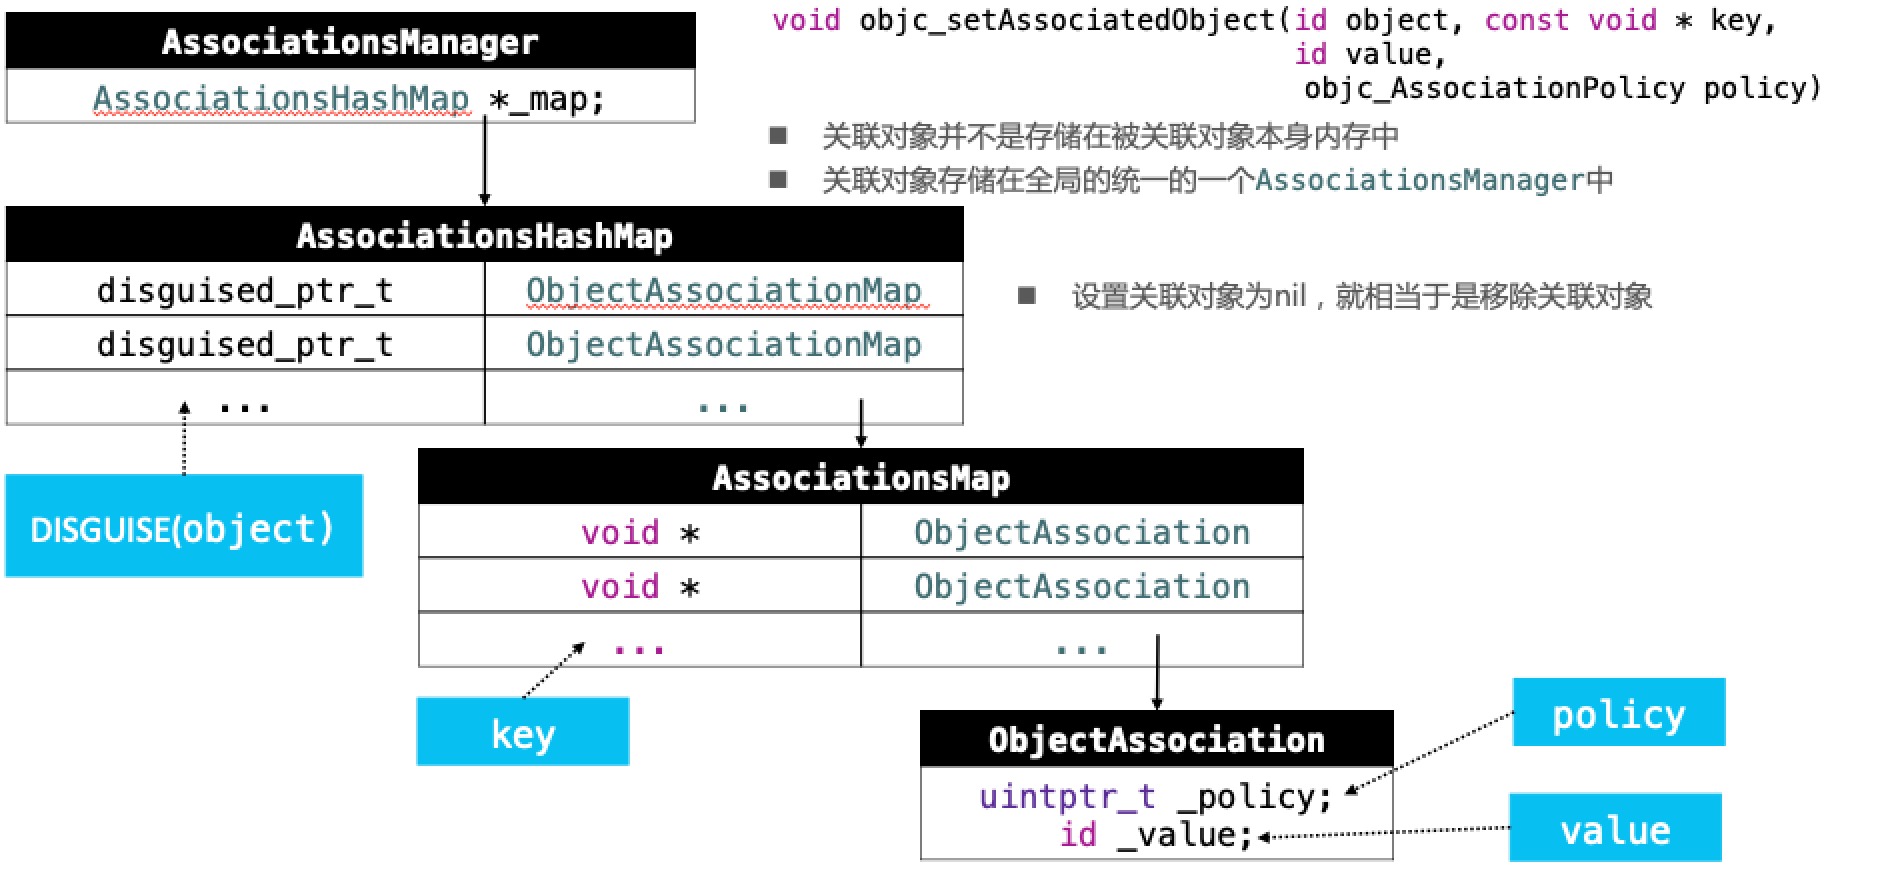 AssociationsManager
AssociationsHashMap *_map;
void objc_setAssociatedObject(id object, const void * key,
id value,
objc_AssociationPolicy policy)
■ 关联对象并不是存储在被关联对象本身内存中
■ 关联对象存储在全局的统一的一个AssociationsManager中
■ 设置关联对象为nil，就相当于是移除关联对象
AssociationsHashMap
disguised_ptr_t ObjectAssociationMap
disguised_ptr_t ObjectAssociationMap
... ...
DISGUISE(object)
AssociationsMap
void * ObjectAssociation
void * ObjectAssociation
... ...
key
ObjectAssociation
uintptr_t _policy;
id _value;
policy
value